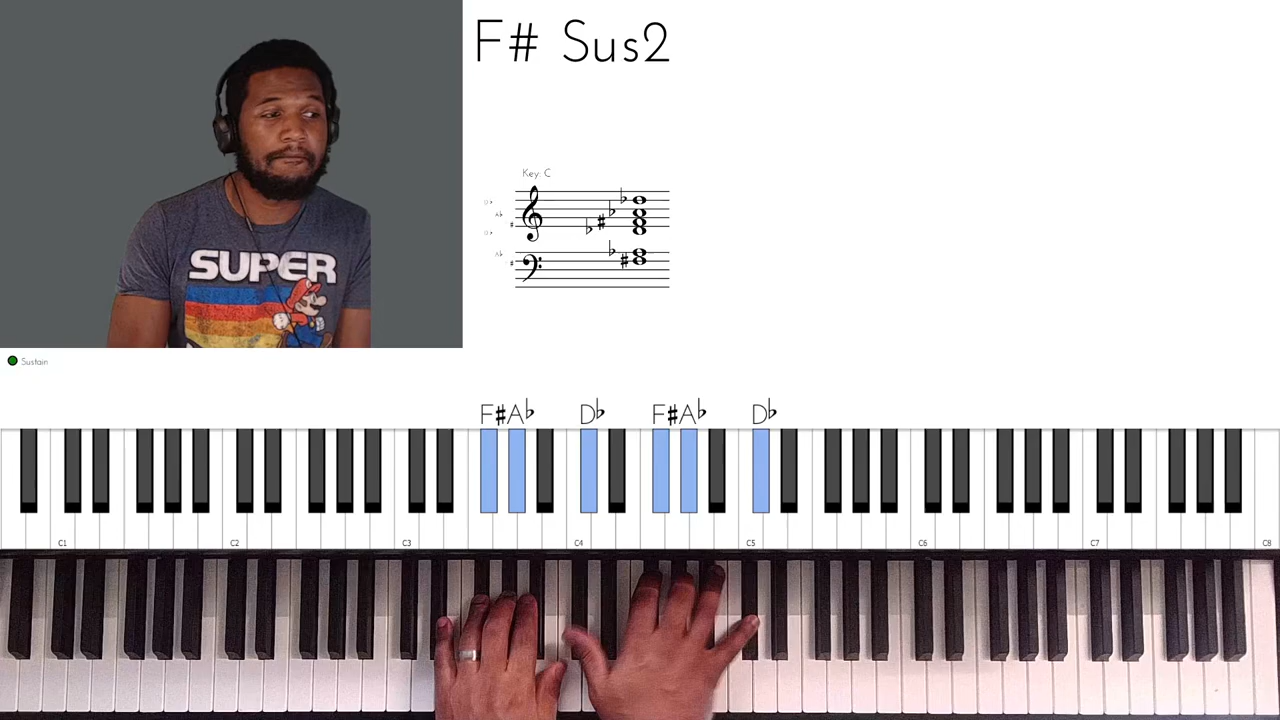 F# Sus2
Key: C
D♭
A♭
#
D♭
A♭
#
SUPER
Sustain
F♯ A♭ D♭ F♯ A♭ D♭
C1 C2 C3 C4 C5 C6 C7 C8